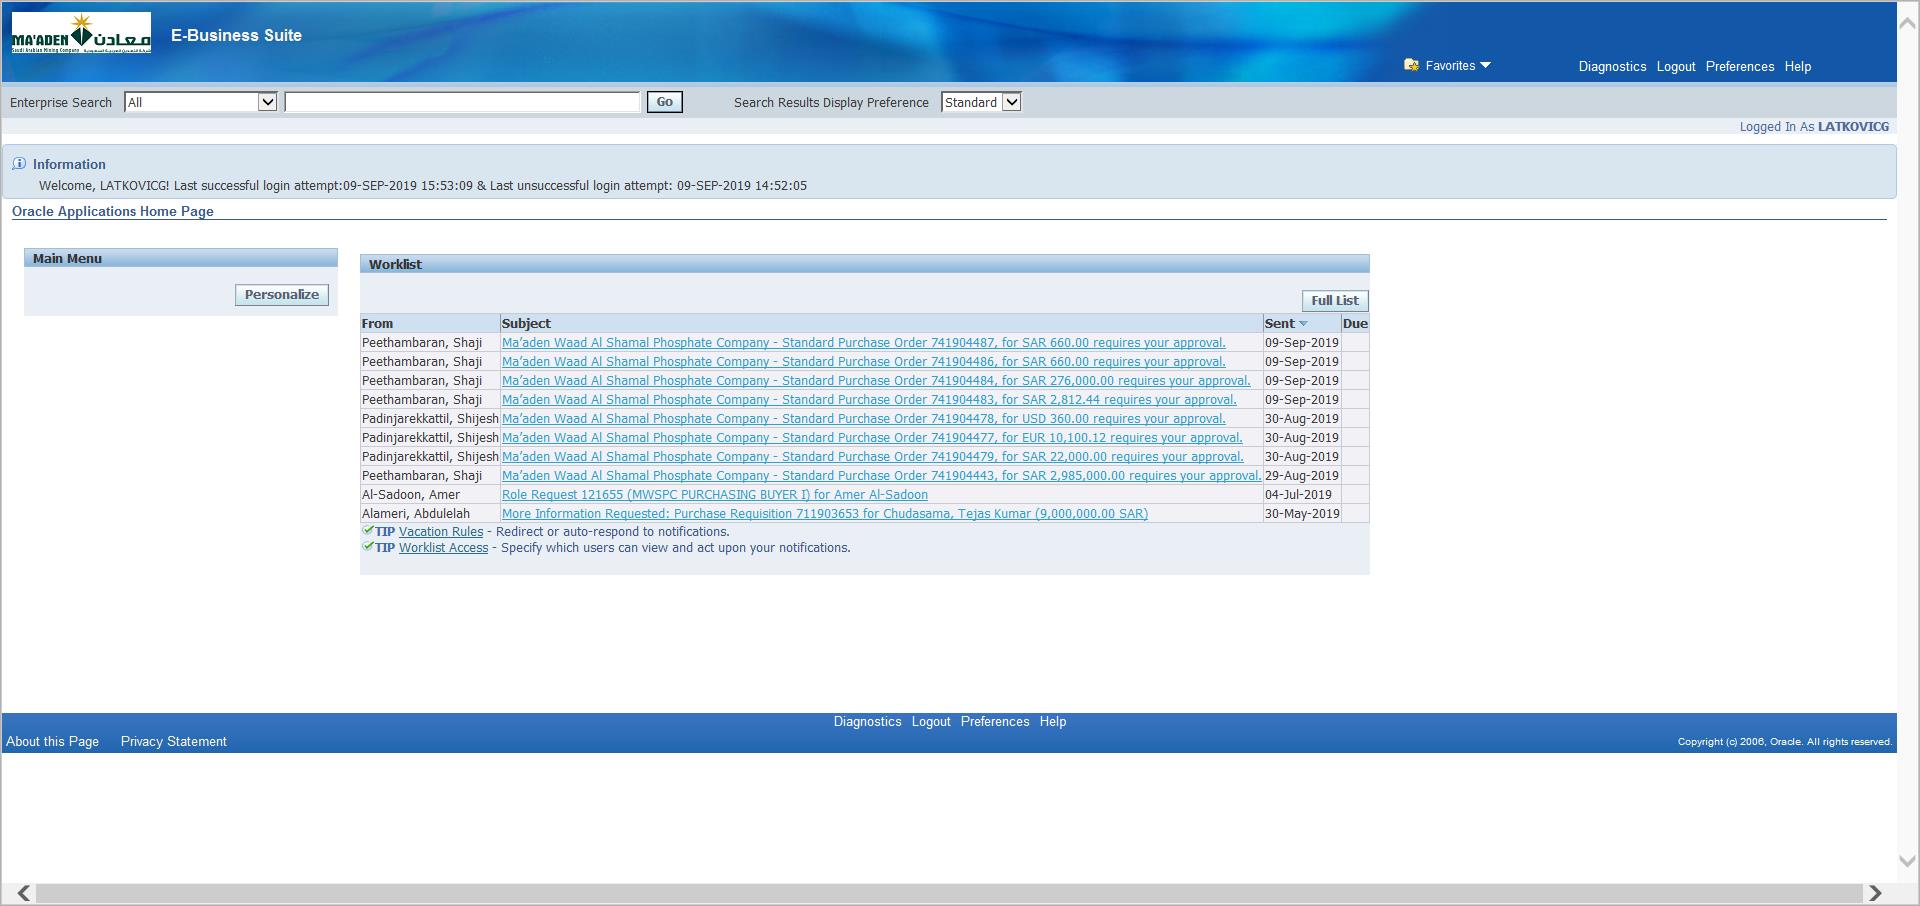 MA'ADEN معادن
Saudi Arabian Mining Company
E-Business Suite
Favorites
Diagnostics Logout Preferences Help
Enterprise Search All Go Search Results Display Preference Standard
Logged In As LATKOVICG
Information
Welcome, LATKOVICG! Last successful login attempt:09-SEP-2019 15:53:09 & Last unsuccessful login attempt: 09-SEP-2019 14:52:05
Oracle Applications Home Page
Main Menu
Personalize
Worklist
Full List
From Subject Sent Due
Peethambaran, Shaji Ma'aden Waad Al Shamal Phosphate Company - Standard Purchase Order 741904487, for SAR 660.00 requires your approval. 09-Sep-2019
Peethambaran, Shaji Ma'aden Waad Al Shamal Phosphate Company - Standard Purchase Order 741904486, for SAR 660.00 requires your approval. 09-Sep-2019
Peethambaran, Shaji Ma'aden Waad Al Shamal Phosphate Company - Standard Purchase Order 741904484, for SAR 276,000.00 requires your approval. 09-Sep-2019
Peethambaran, Shaji Ma'aden Waad Al Shamal Phosphate Company - Standard Purchase Order 741904483, for SAR 2,812.44 requires your approval. 09-Sep-2019
Padinjarekkattil, Shijesh Ma'aden Waad Al Shamal Phosphate Company - Standard Purchase Order 741904478, for USD 360.00 requires your approval. 30-Aug-2019
Padinjarekkattil, Shijesh Ma'aden Waad Al Shamal Phosphate Company - Standard Purchase Order 741904477, for EUR 10,100.12 requires your approval. 30-Aug-2019
Padinjarekkattil, Shijesh Ma'aden Waad Al Shamal Phosphate Company - Standard Purchase Order 741904479, for SAR 22,000.00 requires your approval. 30-Aug-2019
Peethambaran, Shaji Ma'aden Waad Al Shamal Phosphate Company - Standard Purchase Order 741904443, for SAR 2,985,000.00 requires your approval. 29-Aug-2019
Al-Sadoon, Amer Role Request 121655 (MWSPC PURCHASING BUYER I) for Amer Al-Sadoon 04-Jul-2019
Alameri, Abdulelah More Information Requested: Purchase Requisition 711903653 for Chudasama, Tejas Kumar (9,000,000.00 SAR) 30-May-2019
TIP Vacation Rules - Redirect or auto-respond to notifications.
TIP Worklist Access - Specify which users can view and act upon your notifications.
Diagnostics Logout Preferences Help
About this Page Privacy Statement
Copyright (c) 2006, Oracle. All rights reserved.